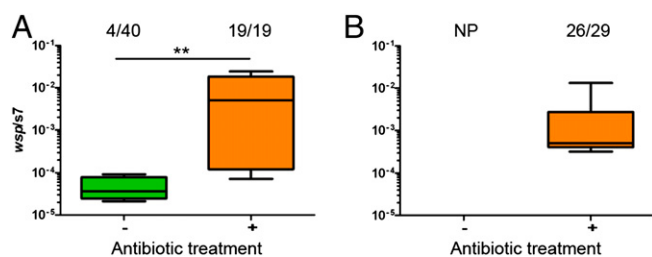 A
4/40 19/19
**
wsp/s7
10-1
10-2
10-3
10-4
10-5
- +
Antibiotic treatment
B
NP 26/29
10-1
10-2
10-3
10-4
10-5
- +
Antibiotic treatment